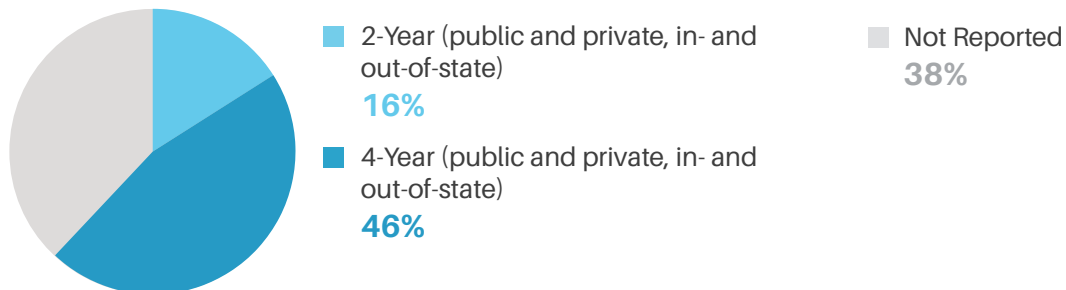 2-Year (public and private, in- and
out-of-state)
16%
4-Year (public and private, in- and
out-of-state)
46%
Not Reported
38%